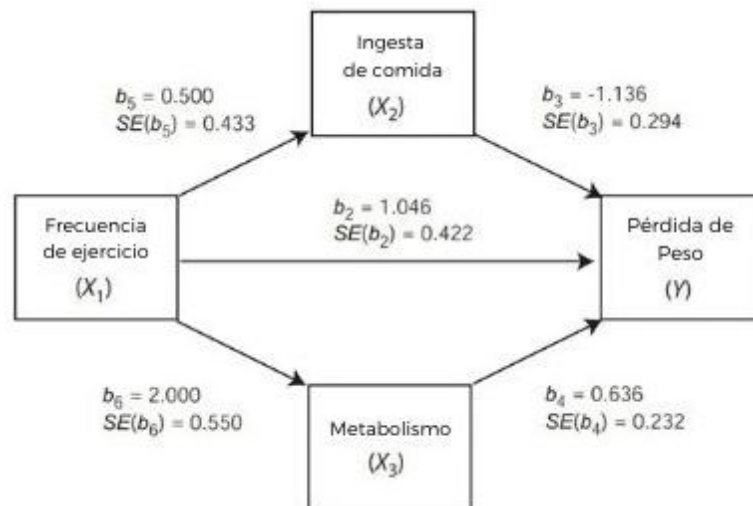 Ingesta
de comida
(X₂)
b₅ = 0.500
SE(b₅) = 0.433
b₃ = -1.136
SE(b₃) = 0.294
b₂ = 1.046
SE(b₂) = 0.422
Frecuencia
de ejercicio
(X₁)
Pérdida de
Peso
(Y)
b₆ = 2.000
SE(b₆) = 0.550
b₄ = 0.636
SE(b₄) = 0.232
Metabolismo
(X₃)